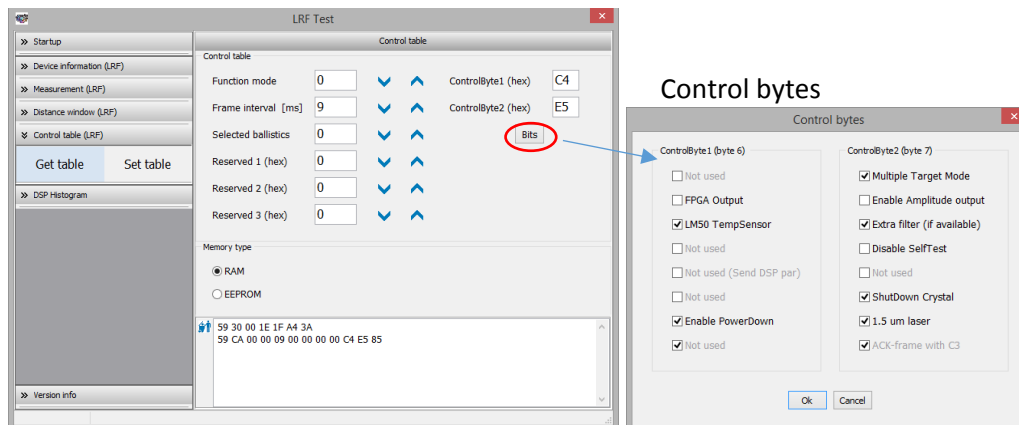 LRF Test
» Startup
» Device information (LRF)
» Measurement (LRF)
» Distance window (LRF)
Control table (LRF)
Get table Set table
» DSP Histogram
» Version info
Control table
Control table
Function mode 0 ControlByte1 (hex) C4
Frame interval [ms] 9 ControlByte2 (hex) E5
Selected ballistics 0 Bits
Reserved 1 (hex) 0
Reserved 2 (hex) 0
Reserved 3 (hex) 0
Memory type
RAM
EEPROM
59 30 00 1E 1F A4 3A
59 CA 00 00 09 00 00 00 00 C4 E5 85
Control bytes
Control bytes
ControlByte1 (byte 6)
Not used
FPGA Output
LM50 TempSensor
Not used
Not used (Send DSP par)
Not used
Enable PowerDown
Not used
ControlByte2 (byte 7)
Multiple Target Mode
Enable Amplitude output
Extra filter (if available)
Disable SelfTest
Not used
ShutDown Crystal
1.5 um laser
ACK-frame with C3
Ok Cancel